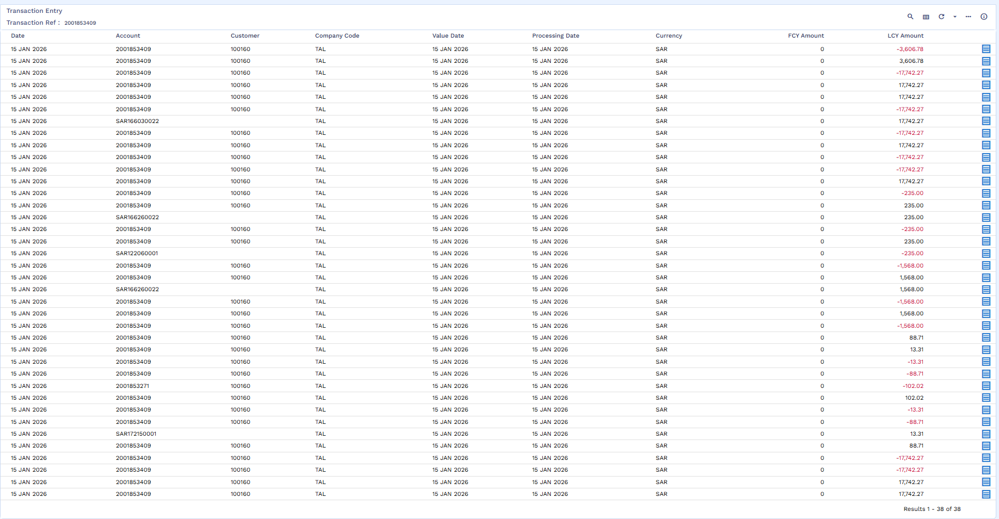 Transaction Entry
Transaction Ref : 2001853409
Date Account Customer Company Code Value Date Processing Date Currency FCY Amount LCY Amount
15 JAN 2026 2001853409 100160 TAL 15 JAN 2026 15 JAN 2026 SAR 0 -3,606.78
15 JAN 2026 2001853409 100160 TAL 15 JAN 2026 15 JAN 2026 SAR 0 3,606.78
15 JAN 2026 2001853409 100160 TAL 15 JAN 2026 15 JAN 2026 SAR 0 -17,742.27
15 JAN 2026 2001853409 100160 TAL 15 JAN 2026 15 JAN 2026 SAR 0 17,742.27
15 JAN 2026 2001853409 100160 TAL 15 JAN 2026 15 JAN 2026 SAR 0 17,742.27
15 JAN 2026 2001853409 100160 TAL 15 JAN 2026 15 JAN 2026 SAR 0 -17,742.27
15 JAN 2026 SAR166030022 TAL 15 JAN 2026 15 JAN 2026 SAR 0 17,742.27
15 JAN 2026 2001853409 100160 TAL 15 JAN 2026 15 JAN 2026 SAR 0 -17,742.27
15 JAN 2026 2001853409 100160 TAL 15 JAN 2026 15 JAN 2026 SAR 0 17,742.27
15 JAN 2026 2001853409 100160 TAL 15 JAN 2026 15 JAN 2026 SAR 0 -17,742.27
15 JAN 2026 2001853409 100160 TAL 15 JAN 2026 15 JAN 2026 SAR 0 -17,742.27
15 JAN 2026 2001853409 100160 TAL 15 JAN 2026 15 JAN 2026 SAR 0 17,742.27
15 JAN 2026 2001853409 100160 TAL 15 JAN 2026 15 JAN 2026 SAR 0 -235.00
15 JAN 2026 2001853409 100160 TAL 15 JAN 2026 15 JAN 2026 SAR 0 235.00
15 JAN 2026 SAR166260022 TAL 15 JAN 2026 15 JAN 2026 SAR 0 235.00
15 JAN 2026 2001853409 100160 TAL 15 JAN 2026 15 JAN 2026 SAR 0 -235.00
15 JAN 2026 2001853409 100160 TAL 15 JAN 2026 15 JAN 2026 SAR 0 235.00
15 JAN 2026 SAR122060001 TAL 15 JAN 2026 15 JAN 2026 SAR 0 -235.00
15 JAN 2026 2001853409 100160 TAL 15 JAN 2026 15 JAN 2026 SAR 0 -1,568.00
15 JAN 2026 2001853409 100160 TAL 15 JAN 2026 15 JAN 2026 SAR 0 1,568.00
15 JAN 2026 SAR166260022 TAL 15 JAN 2026 15 JAN 2026 SAR 0 1,568.00
15 JAN 2026 2001853409 100160 TAL 15 JAN 2026 15 JAN 2026 SAR 0 -1,568.00
15 JAN 2026 2001853409 100160 TAL 15 JAN 2026 15 JAN 2026 SAR 0 1,568.00
15 JAN 2026 2001853409 100160 TAL 15 JAN 2026 15 JAN 2026 SAR 0 -1,568.00
15 JAN 2026 2001853409 100160 TAL 15 JAN 2026 15 JAN 2026 SAR 0 88.71
15 JAN 2026 2001853409 100160 TAL 15 JAN 2026 15 JAN 2026 SAR 0 13.31
15 JAN 2026 2001853409 100160 TAL 15 JAN 2026 15 JAN 2026 SAR 0 -13.31
15 JAN 2026 2001853409 100160 TAL 15 JAN 2026 15 JAN 2026 SAR 0 -88.71
15 JAN 2026 2001853271 100160 TAL 15 JAN 2026 15 JAN 2026 SAR 0 -102.02
15 JAN 2026 2001853409 100160 TAL 15 JAN 2026 15 JAN 2026 SAR 0 102.02
15 JAN 2026 2001853409 100160 TAL 15 JAN 2026 15 JAN 2026 SAR 0 -13.31
15 JAN 2026 2001853409 100160 TAL 15 JAN 2026 15 JAN 2026 SAR 0 -88.71
15 JAN 2026 SAR172150001 TAL 15 JAN 2026 15 JAN 2026 SAR 0 13.31
15 JAN 2026 2001853409 100160 TAL 15 JAN 2026 15 JAN 2026 SAR 0 88.71
15 JAN 2026 2001853409 100160 TAL 15 JAN 2026 15 JAN 2026 SAR 0 -17,742.27
15 JAN 2026 2001853409 100160 TAL 15 JAN 2026 15 JAN 2026 SAR 0 -17,742.27
15 JAN 2026 2001853409 100160 TAL 15 JAN 2026 15 JAN 2026 SAR 0 17,742.27
15 JAN 2026 2001853409 100160 TAL 15 JAN 2026 15 JAN 2026 SAR 0 17,742.27
Results 1 - 38 of 38